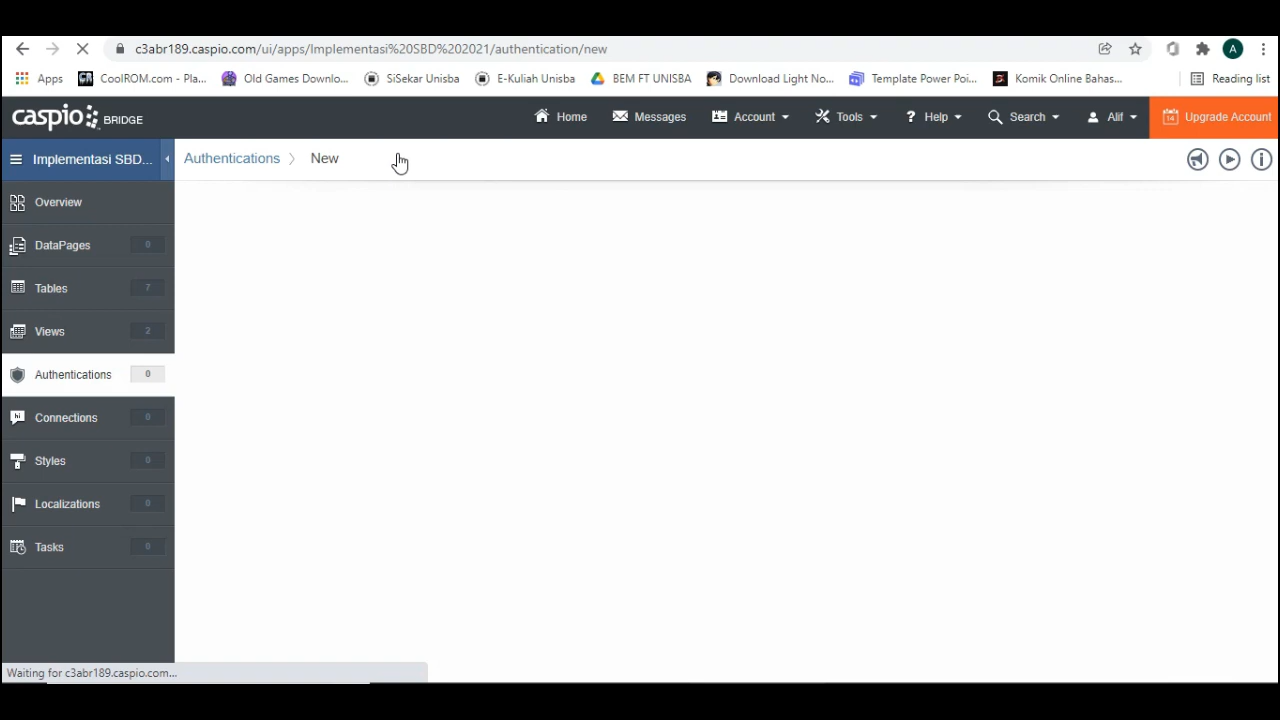 c3abr189.caspio.com/ui/apps/Implementasi%20SBD%202021/authentication/new
A
Apps
CoolROM.com - Pla...
Old Games Downlo...
SiSekar Unisba
E-Kuliah Unisba
BEM FT UNISBA
Download Light No...
Template Power Poi...
Komik Online Bahas...
Reading list
caspio BRIDGE
Home
Messages
Account
Tools
? Help
Search
Alif
14 Upgrade Account
Implementasi SBD...
Authentications
New
Overview
DataPages 0
Tables 7
Views 2
Authentications 0
Connections 0
Styles 0
Localizations 0
Tasks 0
Waiting for c3abr189.caspio.com...